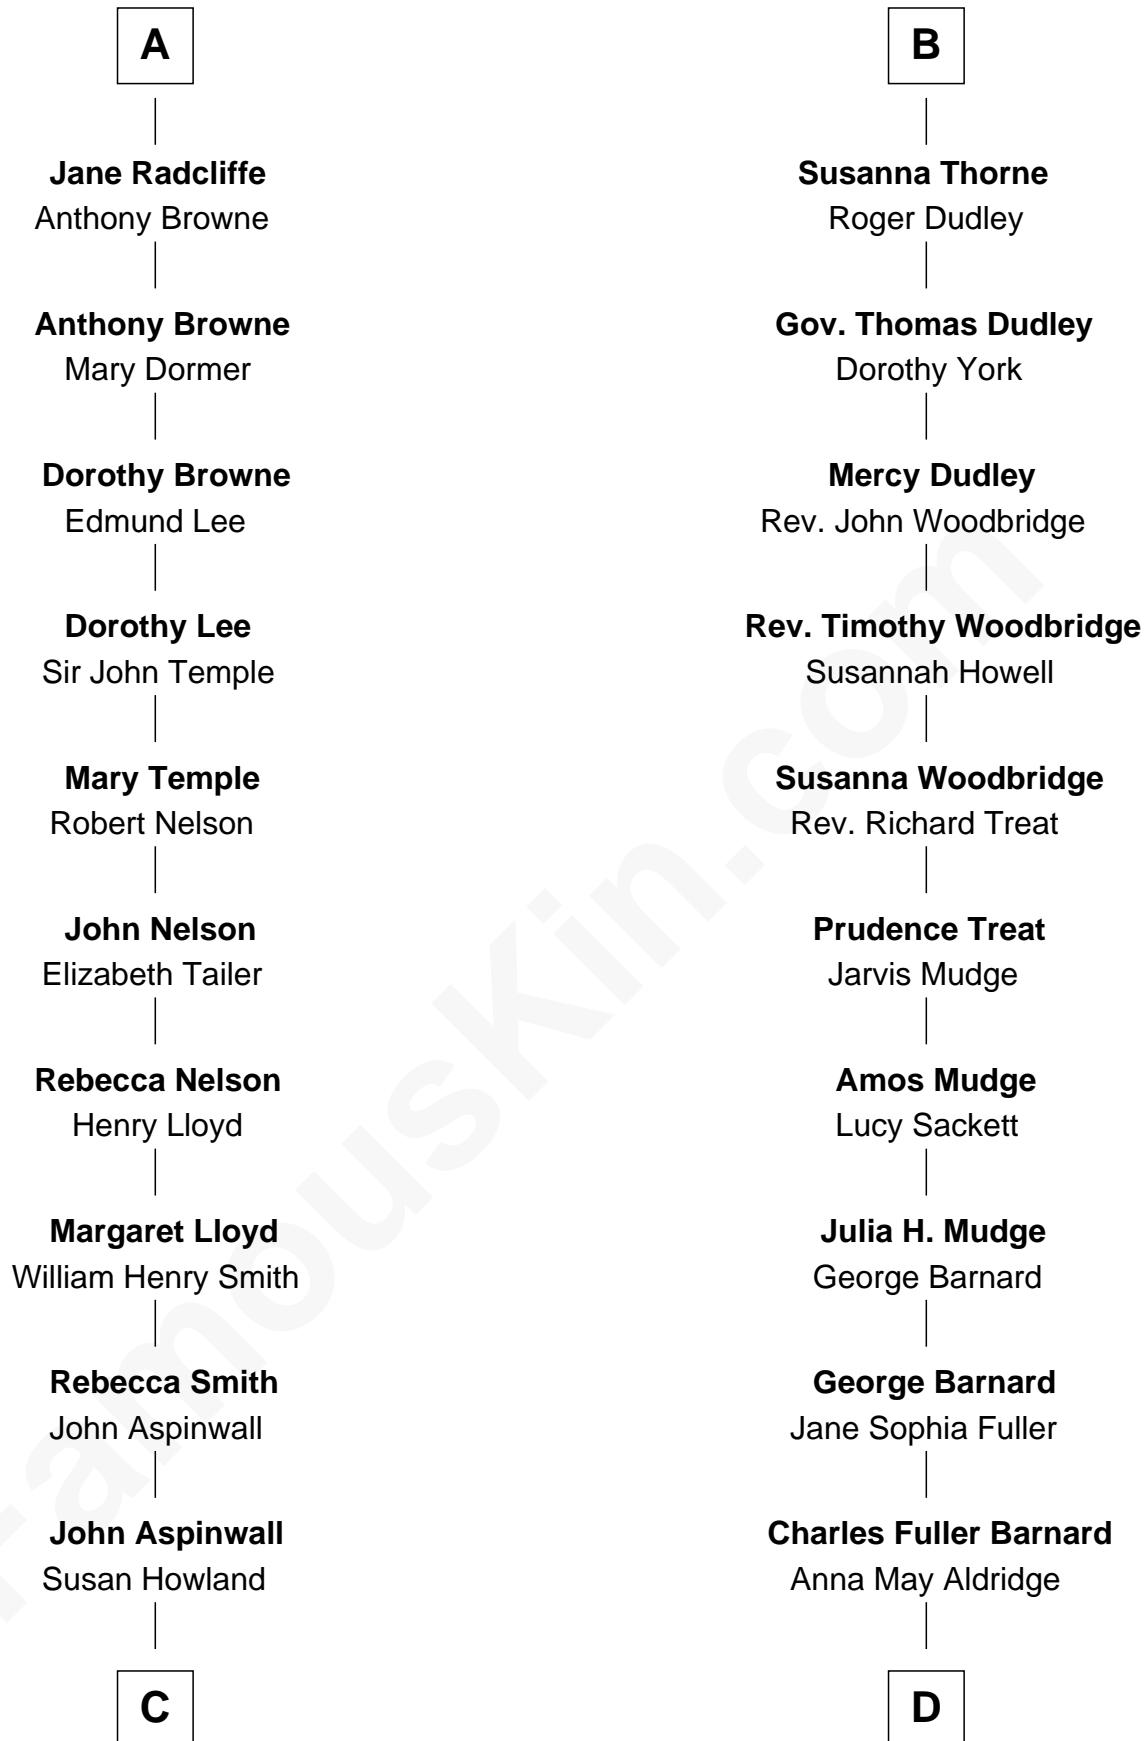 A
Jane Radcliffe
Anthony Browne
Anthony Browne
Mary Dormer
Dorothy Browne
Edmund Lee
Dorothy Lee
Sir John Temple
Mary Temple
Robert Nelson
John Nelson
Elizabeth Tailer
Rebecca Nelson
Henry Lloyd
Margaret Lloyd
William Henry Smith
Rebecca Smith
John Aspinwall
John Aspinwall
Susan Howland
C
B
Susanna Thorne
Roger Dudley
Gov. Thomas Dudley
Dorothy York
Mercy Dudley
Rev. John Woodbridge
Rev. Timothy Woodbridge
Susannah Howell
Susanna Woodbridge
Rev. Richard Treat
Prudence Treat
Jarvis Mudge
Amos Mudge
Lucy Sackett
Julia H. Mudge
George Barnard
George Barnard
Jane Sophia Fuller
Charles Fuller Barnard
Anna May Aldridge
D
FamousKin.com